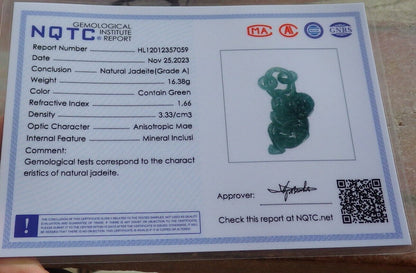 NQTC GEMOLOGICAL INSTITUTE ® REPORT
MA
GNBS
Report Number HL12012357059
Date Nov 25,2023
Conclusion Natural Jadeite(Grade A)
Weight 16.38g
Color Contain Green
Refractive Index 1.66
Density 3.33/cm3
Optic Character Anisotropic Mae
Internal Feature Mineral Inclusi
Comment:
Gemological tests correspond to the charact
eristics of natural jadeite.
Approver:
Check this report at NQTC.net